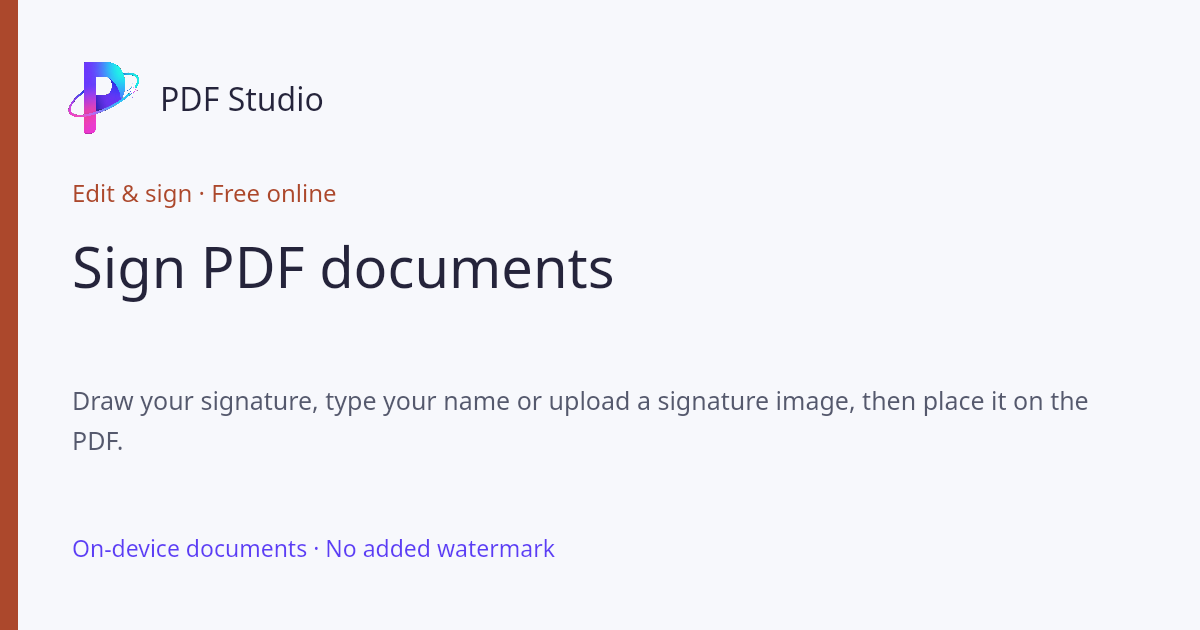 PDF Studio
Edit & sign · Free online
Sign PDF documents
Draw your signature, type your name or upload a signature image, then place it on the
PDF.
On-device documents · No added watermark